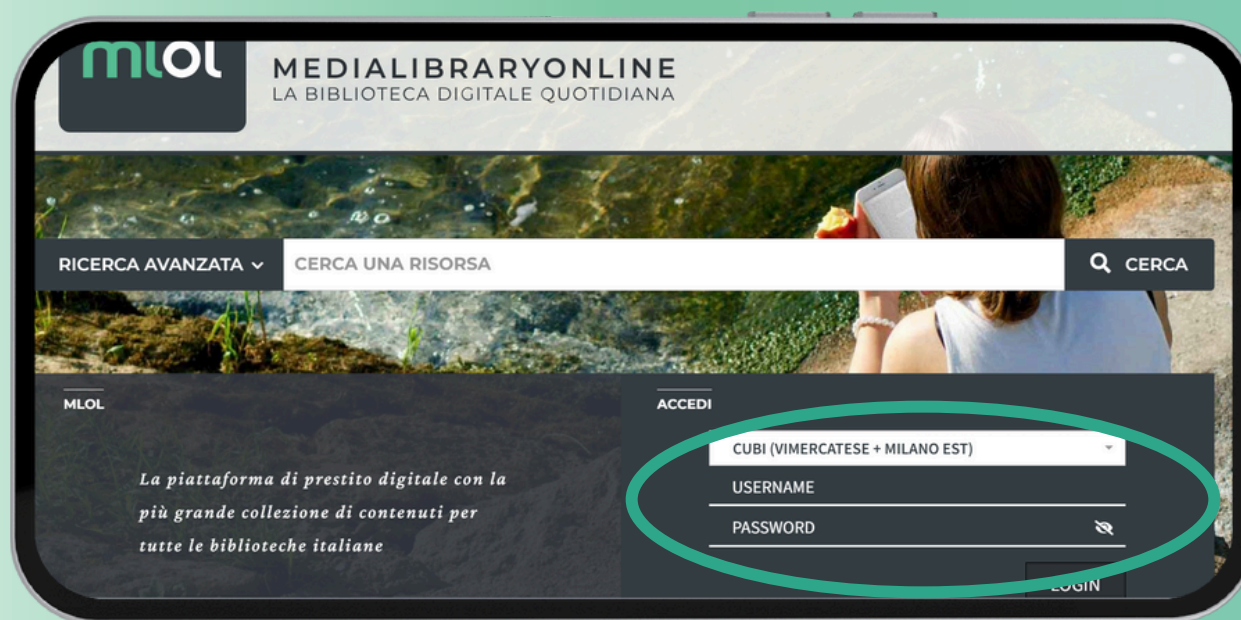 mlol
MEDIALIBRARYONLINE
LA BIBLIOTECA DIGITALE QUOTIDIANA
RICERCA AVANZATA
CERCA UNA RISORSA
CERCA
MLOL
La piattaforma di prestito digitale con la
più grande collezione di contenuti per
tutte le biblioteche italiane
ACCEDI
CUBI (VIMERCATESE + MILANO EST)
USERNAME
PASSWORD
LOGIN